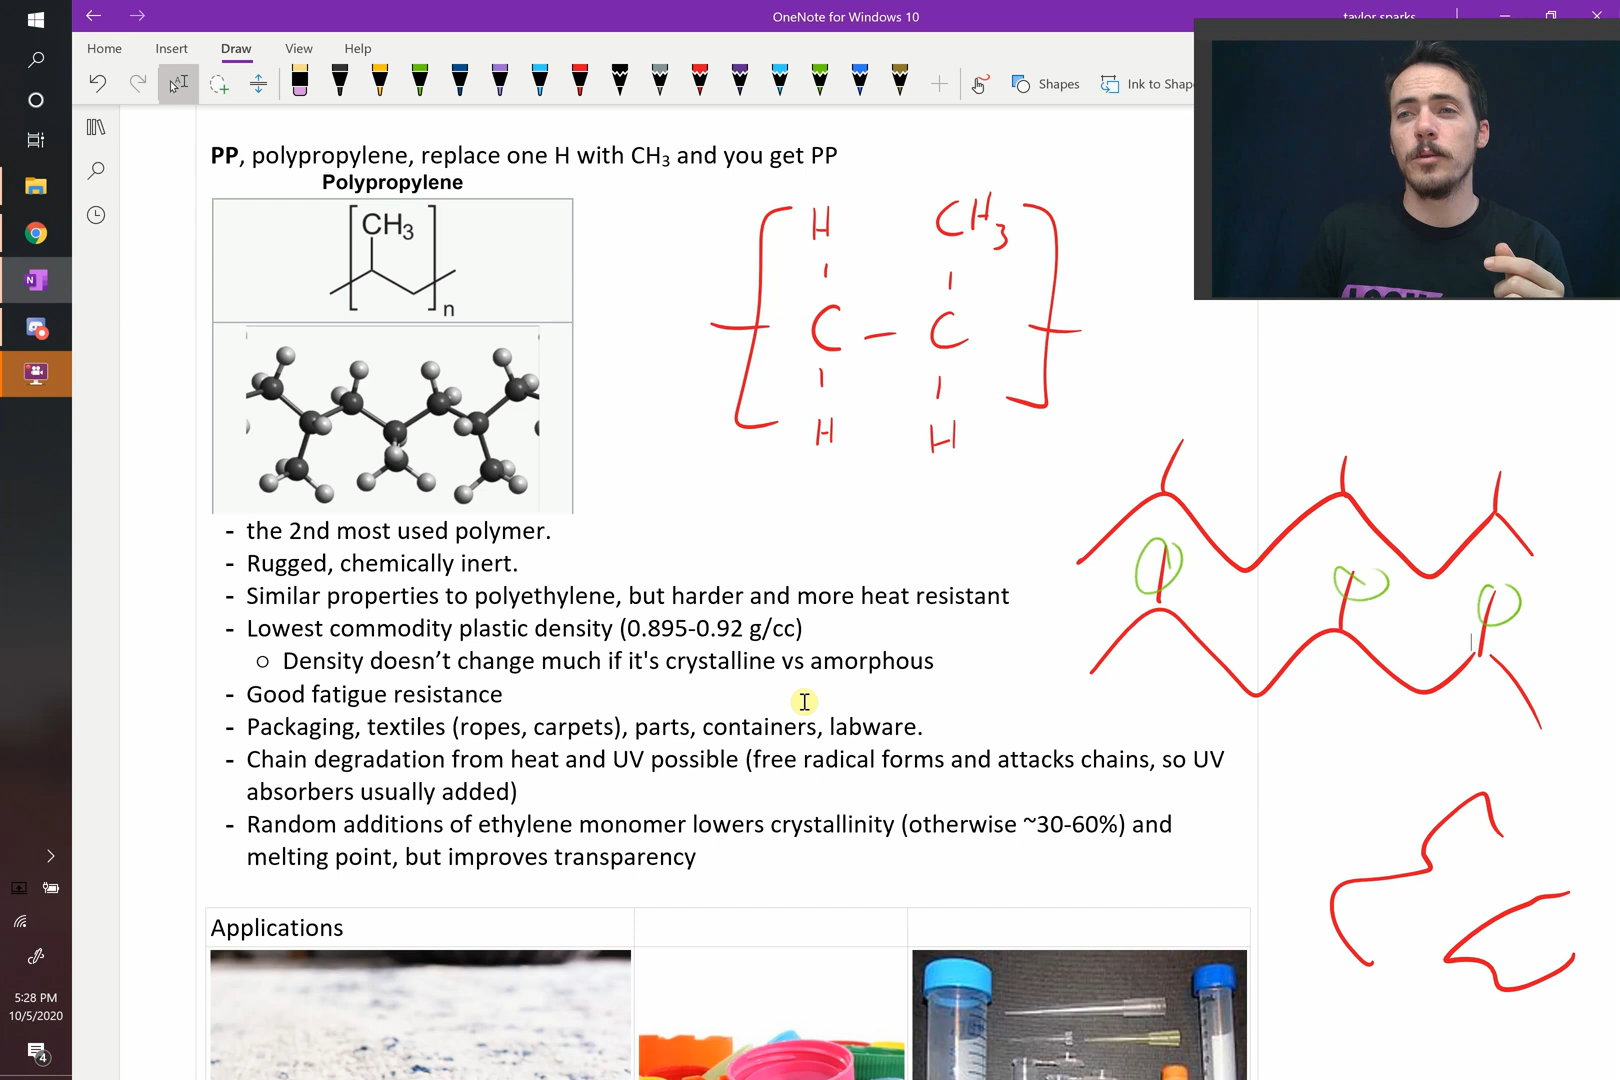 OneNote for Windows 10
taylor sparks
Home Insert Draw View Help
Shapes
Ink to Shap
PP, polypropylene, replace one H with CH3 and you get PP
Polypropylene
CH3
n
H CH3
C - C
H H
- the 2nd most used polymer.
- Rugged, chemically inert.
- Similar properties to polyethylene, but harder and more heat resistant
- Lowest commodity plastic density (0.895-0.92 g/cc)
○ Density doesn't change much if it's crystalline vs amorphous
- Good fatigue resistance
- Packaging, textiles (ropes, carpets), parts, containers, labware.
- Chain degradation from heat and UV possible (free radical forms and attacks chains, so UV
absorbers usually added)
- Random additions of ethylene monomer lowers crystallinity (otherwise ~30-60%) and
melting point, but improves transparency
Applications
5:28 PM
10/5/2020
4